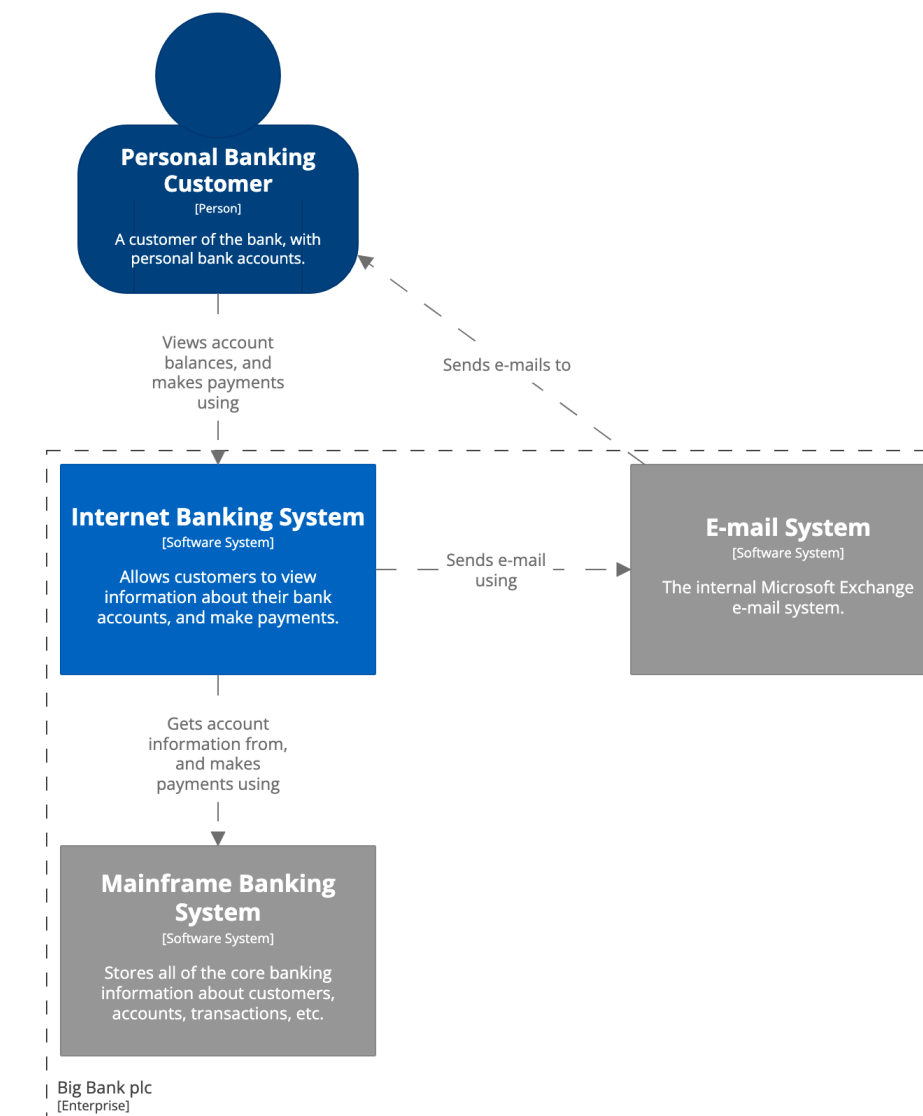 Personal Banking
Customer
[Person]
A customer of the bank, with
personal bank accounts.
Views account
balances, and
makes payments
using
Sends e-mails to
Internet Banking System
[Software System]
Allows customers to view
information about their bank
accounts, and make payments.
Sends e-mail
using
E-mail System
[Software System]
The internal Microsoft Exchange
e-mail system.
Gets account
information from,
and makes
payments using
Mainframe Banking
System
[Software System]
Stores all of the core banking
information about customers,
accounts, transactions, etc.
Big Bank plc
[Enterprise]